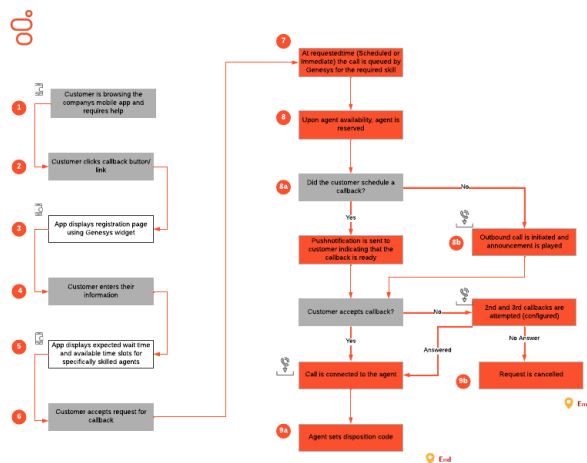 1
Customer is browsing the
companys mobile app and
requires help
2
Customer clicks callback button/
link
3
App displays registration page
using Genesys widget
4
Customer enters their
information
5
App displays expected wait time
and available time slots for
specifically skilled agents
6
Customer accepts request for
callback
7
At requestedtime (Scheduled or
Immediate) the call is queued by
Genesys for the required skill
8
Upon agent availability, agent is
reserved
8a
Did the customer schedule a
callback?
No
Yes
8b
Outbound call is initiated and
announcement is played
Pushnotification is sent to
customer indicating that the
callback is ready
Customer accepts callback?
No
2nd and 3rd callbacks are
attempted (configured)
Yes
Answered
No Answer
Call is connected to the agent
9b
Request is cancelled
End
9a
Agent sets disposition code
End